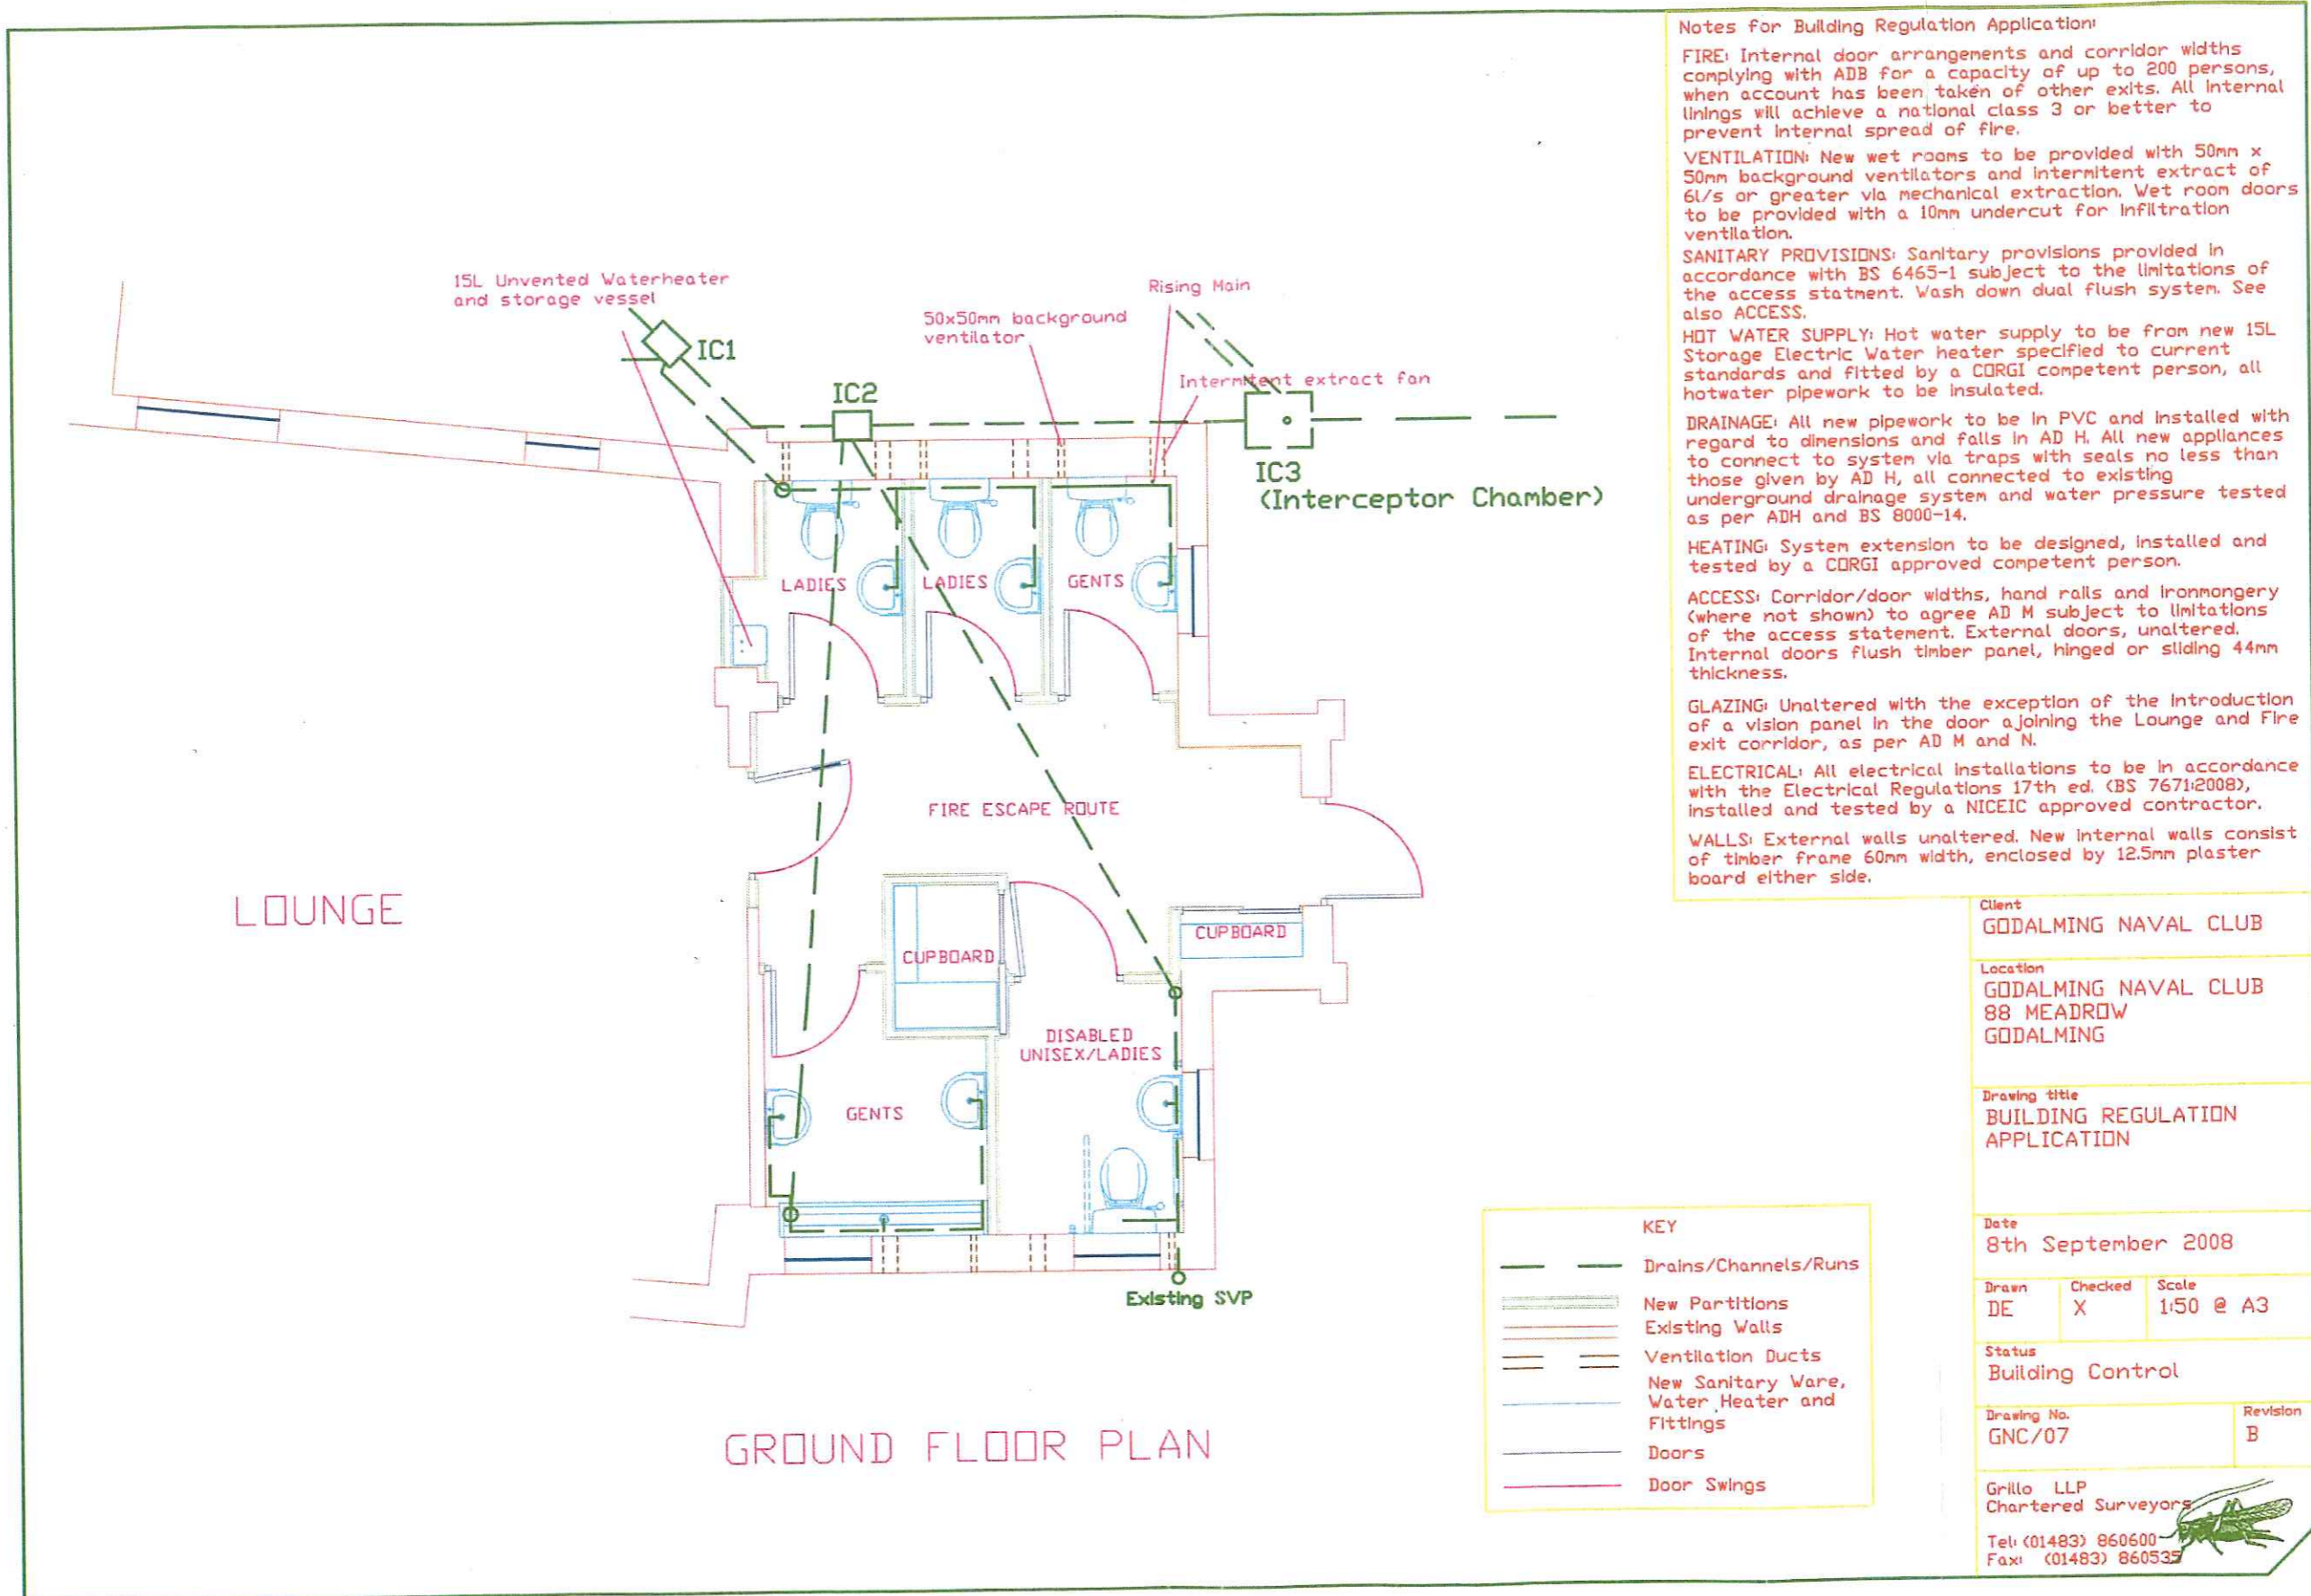 Notes for Building Regulation Application:
FIRE: Internal door arrangements and corridor widths
complying with ADB for a capacity of up to 200 persons,
when account has been taken of other exits. All internal
linings will achieve a national class 3 or better to
prevent internal spread of fire.
VENTILATION: New wet rooms to be provided with 50mm x
50mm background ventilators and intermitent extract of
6l/s or greater via mechanical extraction. Wet room doors
to be provided with a 10mm undercut for infiltration
ventilation.
SANITARY PROVISIONS: Sanitary provisions provided in
accordance with BS 6465-1 subject to the limitations of
the access statment. Wash down dual flush system. See
also ACCESS.
HOT WATER SUPPLY: Hot water supply to be from new 15L
Storage Electric Water heater specified to current
standards and fitted by a CORGI competent person, all
hotwater pipework to be insulated.
DRAINAGE: All new pipework to be in PVC and installed with
regard to dimensions and falls in AD H. All new appliances
to connect to system via traps with seals no less than
those given by AD H, all connected to existing
underground drainage system and water pressure tested
as per ADH and BS 8000-14.
HEATING: System extension to be designed, installed and
tested by a CORGI approved competent person.
ACCESS: Corridor/door widths, hand rails and ironmongery
(where not shown) to agree AD M subject to limitations
of the access statement. External doors, unaltered.
Internal doors flush timber panel, hinged or sliding 44mm
thickness.
GLAZING: Unaltered with the exception of the introduction
of a vision panel in the door ajoining the Lounge and Fire
exit corridor, as per AD M and N.
ELECTRICAL: All electrical installations to be in accordance
with the Electrical Regulations 17th ed. (BS 7671:2008),
installed and tested by a NICEIC approved contractor.
WALLS: External walls unaltered. New internal walls consist
of timber frame 60mm width, enclosed by 12.5mm plaster
board either side.
15L Unvented Waterheater
and storage vessel
50x50mm background
ventilator
Rising Main
Intermitent extract fan
IC1
IC2
IC3
(Interceptor Chamber)
LADIES
LADIES
GENTS
FIRE ESCAPE ROUTE
LOUNGE
CUPBOARD
CUPBOARD
DISABLED
UNISEX/LADIES
GENTS
Existing SVP
GROUND FLOOR PLAN
KEY
Drains/Channels/Runs
New Partitions
Existing Walls
Ventilation Ducts
New Sanitary Ware,
Water Heater and
Fittings
Doors
Door Swings
Client
GODALMING NAVAL CLUB
Location
GODALMING NAVAL CLUB
88 MEADROW
GODALMING
Drawing title
BUILDING REGULATION
APPLICATION
Date
8th September 2008
Drawn Checked Scale
DE X 1:50 @ A3
Status
Building Control
Drawing No. Revision
GNC/07 B
Grillo LLP
Chartered Surveyors
Tel: (01483) 860600
Fax: (01483) 860535